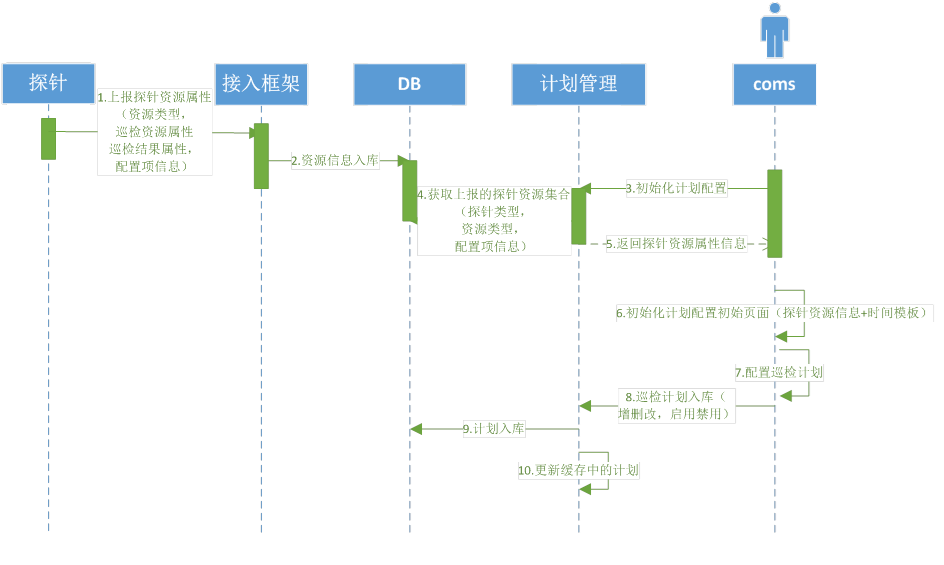 探针
接入框架
DB
计划管理
coms
1.上报探针资源属性
（资源类型，
巡检资源属性
巡检结果属性，
配置项信息）
2.资源信息入库
3.初始化计划配置
4.获取上报的探针资源集合
（探针类型，
资源类型，
配置项信息）
5.返回探针资源属性信息
6.初始化计划配置初始页面（探针资源信息+时间模板）
7.配置巡检计划
8.巡检计划入库（
增删改，启用禁用）
9.计划入库
10.更新缓存中的计划